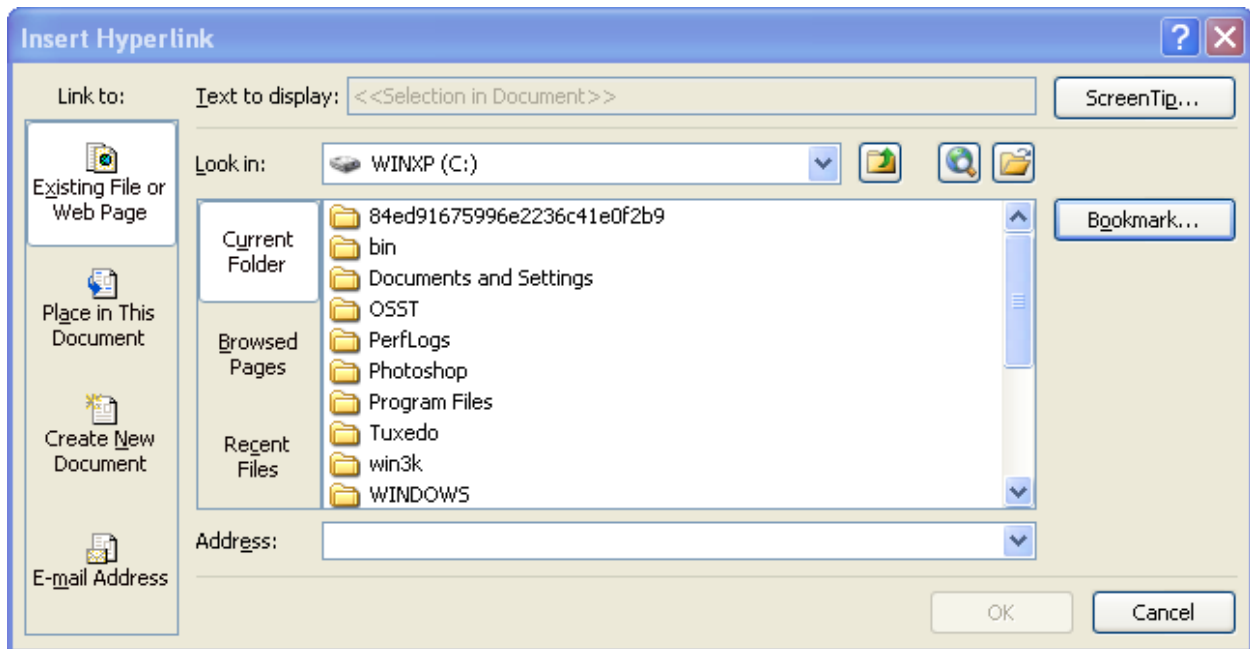 Insert Hyperlink
Link to:
Text to display: <<Selection in Document>>
ScreenTip...
Existing File or
Web Page
Place in This
Document
Create New
Document
E-mail Address
Look in: WINXP (C:)
Current
Folder
Browsed
Pages
Recent
Files
84ed91675996e2236c41e0f2b9
bin
Documents and Settings
OSST
PerfLogs
Photoshop
Program Files
Tuxedo
win3k
WINDOWS
Bookmark...
Address:
OK
Cancel